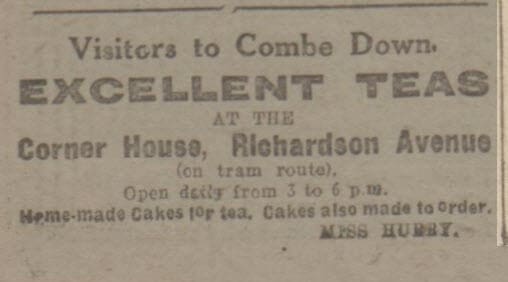 Visitors to Combe Down.
EXCELLENT TEAS
AT THE
Corner House, Richardson Avenue
(on tram route).
Open daily from 3 to 6 p.m.
Home-made Cakes for tea. Cakes also made to order.
MISS